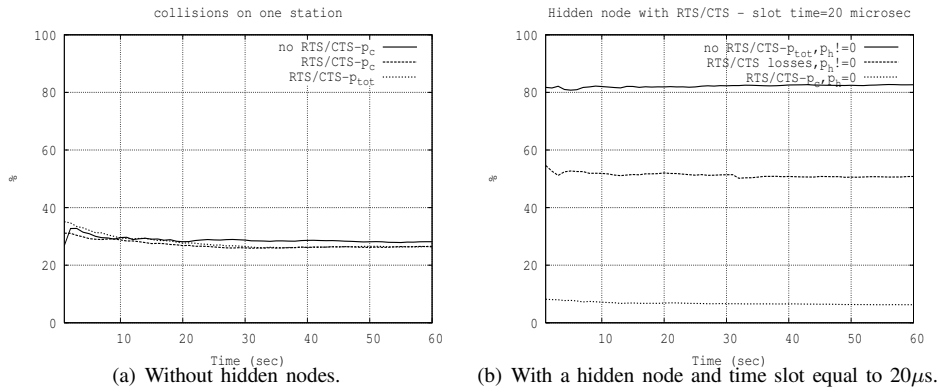 collisions on one station
100
80
60
40
20
0
%
no RTS/CTS-p_c
RTS/CTS-p_c
RTS/CTS-p_tot
10
20
30
40
50
60
Time (sec)
(a) Without hidden nodes.
Hidden node with RTS/CTS - slot time=20 microsec
100
80
60
40
20
0
%
no RTS/CTS-p_tot,p_h!=0
RTS/CTS losses,p_h!=0
RTS/CTS-p_c,p_h=0
10
20
30
40
50
60
Time (sec)
(b) With a hidden node and time slot equal to 20μs.